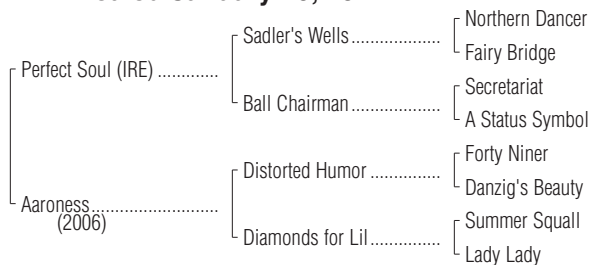 Northern Dancer
Sadler's Wells
Fairy Bridge
Perfect Soul (IRE)
Secretariat
Ball Chairman
A Status Symbol
Forty Niner
Distorted Humor
Danzig's Beauty
Aaroness
(2006)
Summer Squall
Diamonds for Lil
Lady Lady